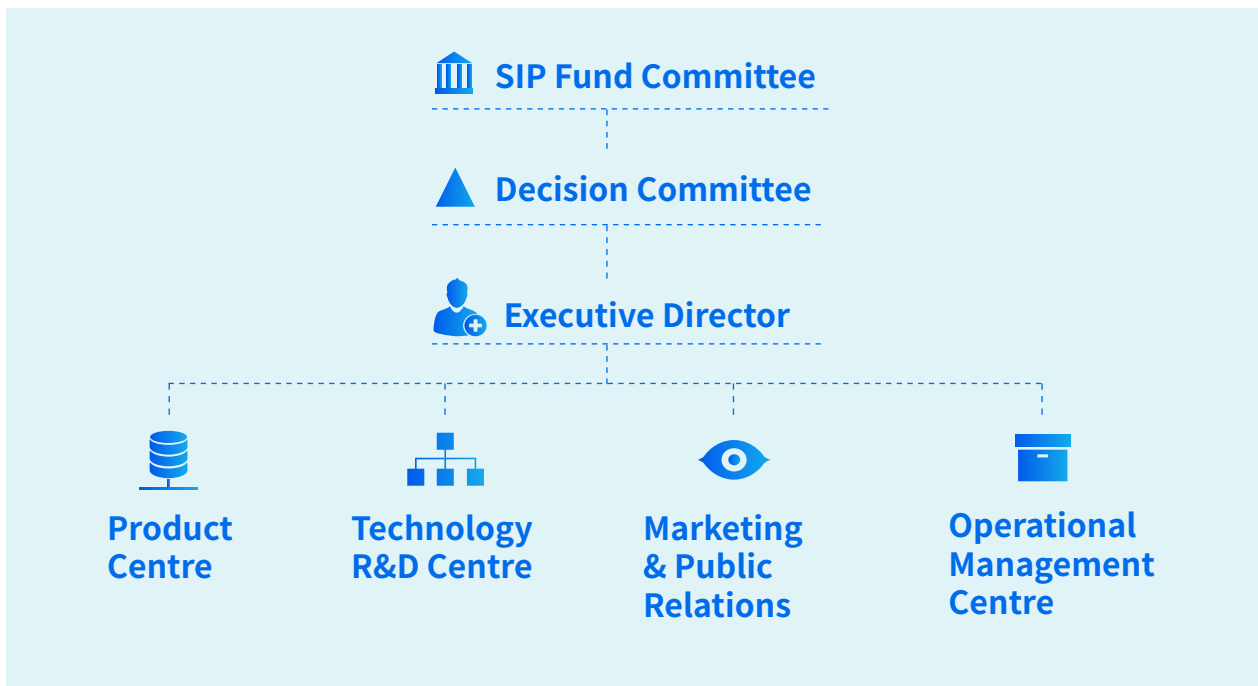 SIP Fund Committee
Decision Committee
Executive Director
Product
Centre
Technology
R&D Centre
Marketing
& Public
Relations
Operational
Management
Centre